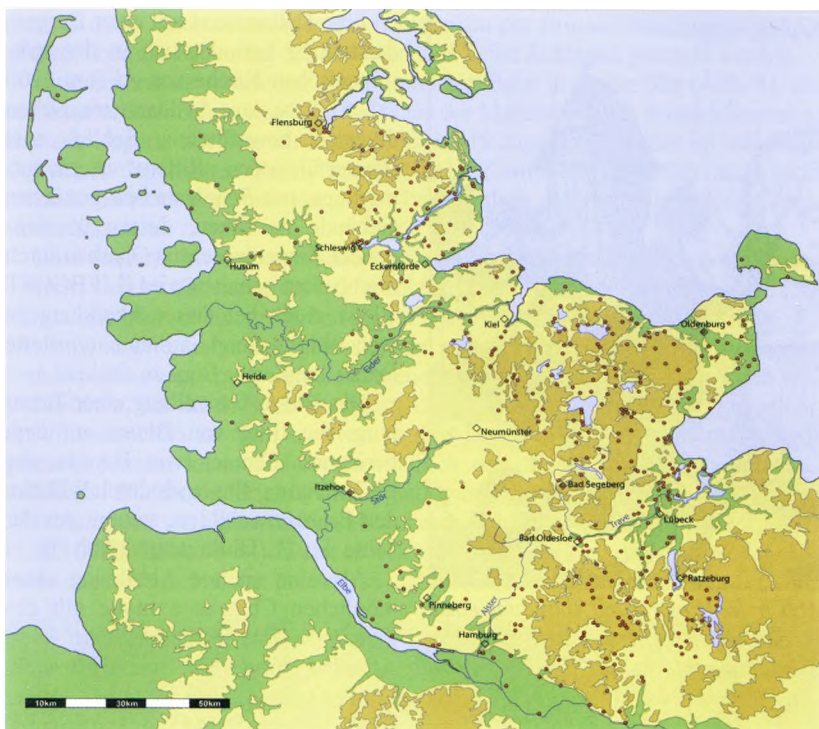 Flensburg
Schleswig
Husum
Eckernförde
Kiel
Oldenburg
Eider
Heide
Neumünster
Itzehoe
Stör
Bad Segeberg
Trave
Lübeck
Bad Oldesloe
Elbe
Alster
Ratzeburg
Pinneberg
Hamburg
10km 30km 50km